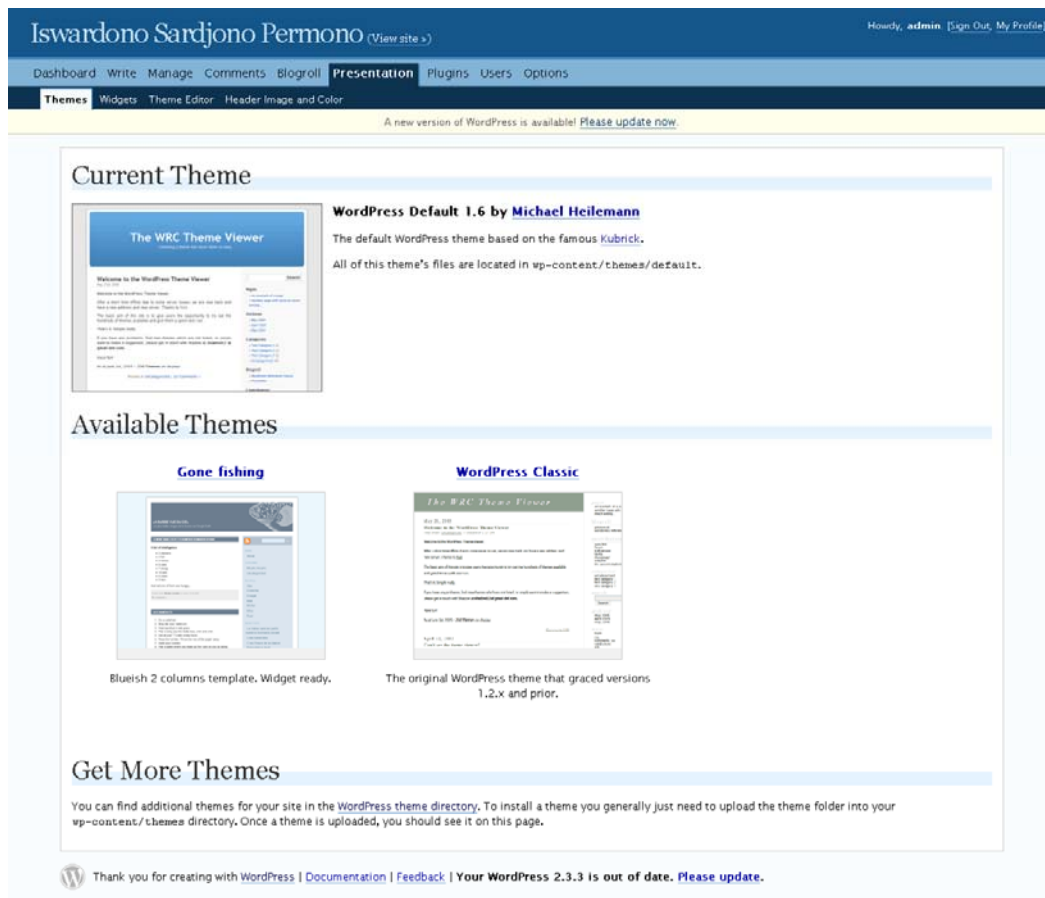 Iswardono Sardjono Permono (View site »)
Howdy, admin. [Sign Out, My Profile]
Dashboard Write Manage Comments Blogroll Presentation Plugins Users Options
Themes Widgets Theme Editor Header Image and Color
A new version of WordPress is available! Please update now.
Current Theme
The WRC Theme Viewer
Welcome to the WordPress Theme Viewer
WordPress Default 1.6 by Michael Heilemann
The default WordPress theme based on the famous Kubrick.
All of this theme's files are located in wp-content/themes/default.
Available Themes
Gone fishing
WordPress Classic
The WRC Theme Viewer
Blueish 2 columns template. Widget ready.
The original WordPress theme that graced versions
1.2.x and prior.
Get More Themes
You can find additional themes for your site in the WordPress theme directory. To install a theme you generally just need to upload the theme folder into your
wp-content/themes directory. Once a theme is uploaded, you should see it on this page.
Thank you for creating with WordPress | Documentation | Feedback | Your WordPress 2.3.3 is out of date. Please update.